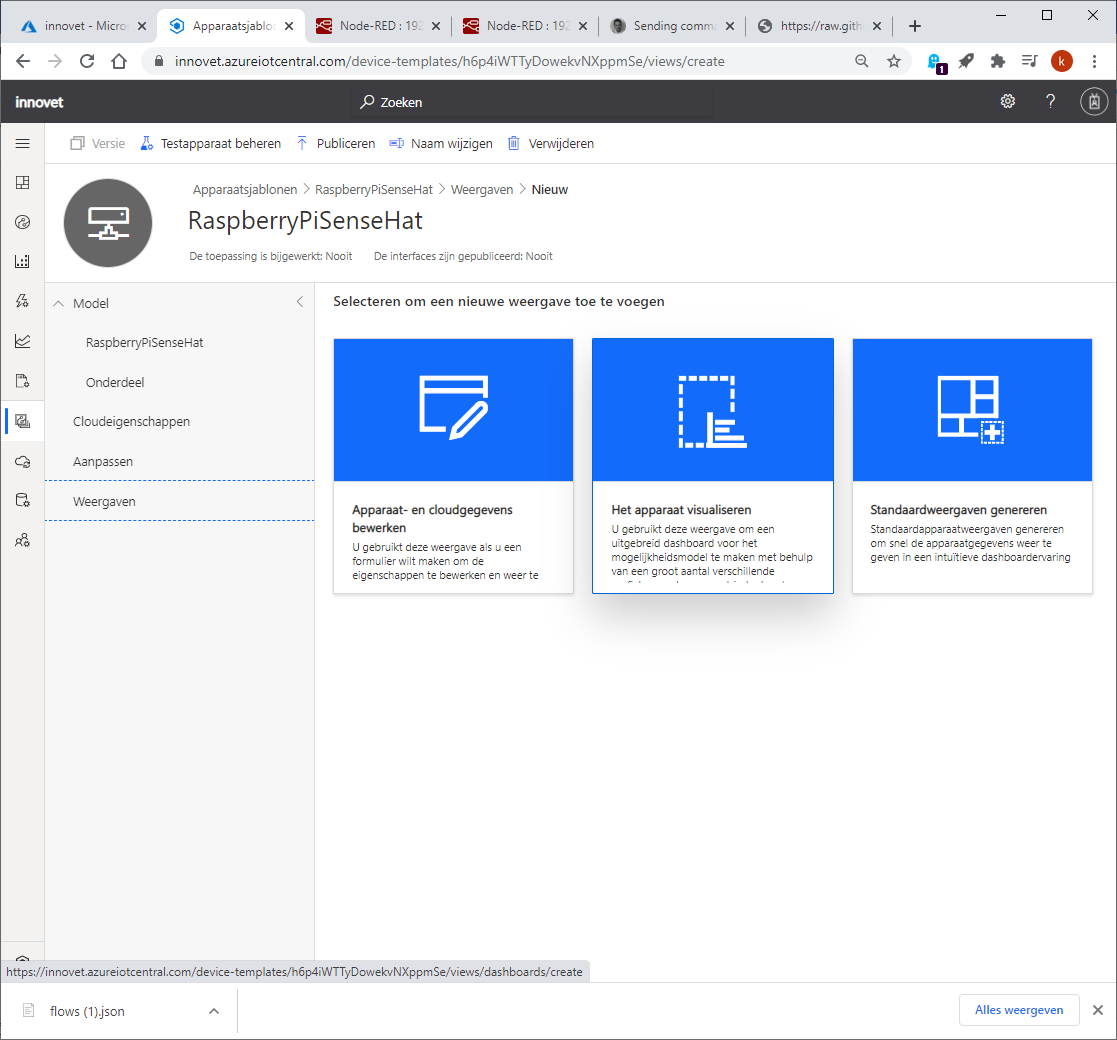 innovet - Micros
Apparaatsjablo
Node-RED : 192
Node-RED : 192
Sending comma
https://raw.gith
innovet.azureiotcentral.com/device-templates/h6p4iWTTyDowekvNXppmSe/views/create
1
k
innovet
Zoeken
?
Versie
Testapparaat beheren
Publiceren
Naam wijzigen
Verwijderen
Apparaatsjablonen > RaspberryPiSenseHat > Weergaven > Nieuw
RaspberryPiSenseHat
De toepassing is bijgewerkt: Nooit
De interfaces zijn gepubliceerd: Nooit
Model
RaspberryPiSenseHat
Onderdeel
Cloudeigenschappen
Aanpassen
Weergaven
Selecteren om een nieuwe weergave toe te voegen
Apparaat- en cloudgegevens
bewerken
U gebruikt deze weergave als u een
formulier wilt maken om de
eigenschappen te bewerken en weer te
Het apparaat visualiseren
U gebruikt deze weergave om een
uitgebreid dashboard voor het
mogelijkheidsmodel te maken met behulp
van een groot aantal verschillende
Standaardweergaven genereren
Standaardapparaatweergaven genereren
om snel de apparaatgegevens weer te
geven in een intuïtieve dashboardervaring
https://innovet.azureiotcentral.com/device-templates/h6p4iWTTyDowekvNXppmSe/views/dashboards/create
flows (1).json
Alles weergeven